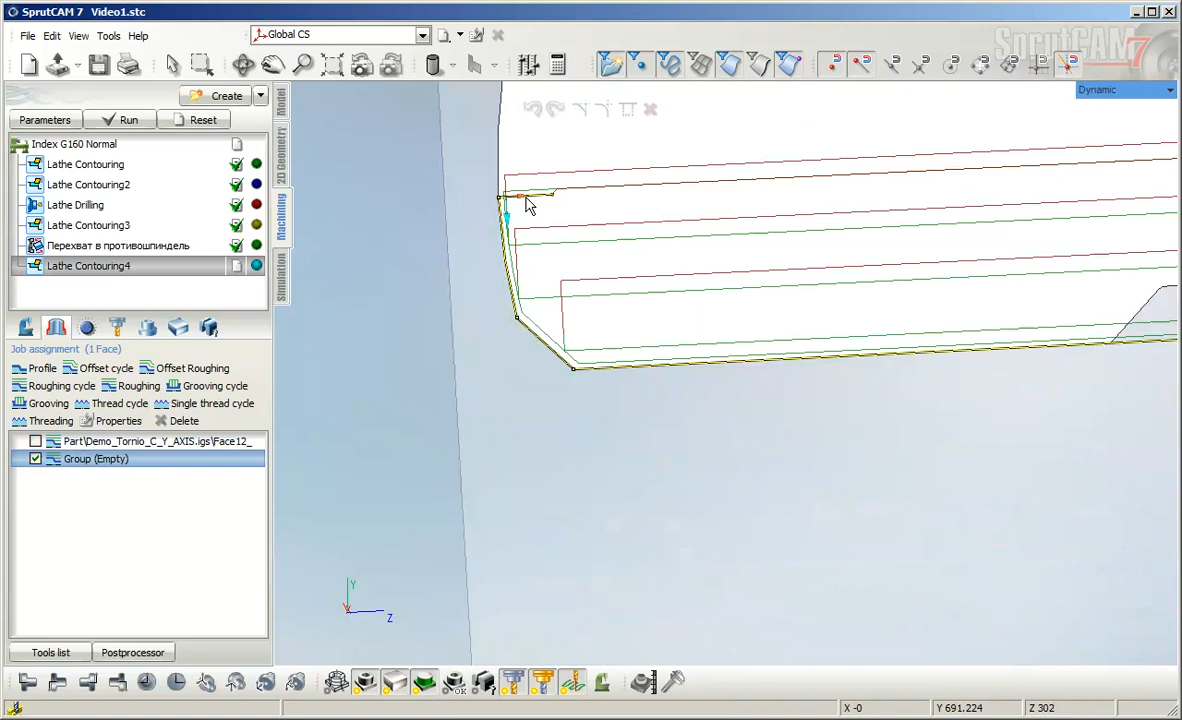 SprutCAM 7 Video1.stc
File Edit View Tools Help
Global CS
SprutCAM 7
Create
Dynamic
Parameters Run Reset
Index G160 Normal
Lathe Contouring
Lathe Contouring2
Lathe Drilling
Lathe Contouring3
Перехват в противошпиндель
Lathe Contouring4
Model
2D Geometry
Machining
Simulation
Job assignment (1 Face)
Profile Offset cycle Offset Roughing
Roughing cycle Roughing Grooving cycle
Grooving Thread cycle Single thread cycle
Threading Properties Delete
Part\Demo_Tornio_C_Y_AXIS.igs\Face12_
Group (Empty)
Y
X
Z
Tools list Postprocessor
OK
X -0 Y 691.224 Z 302